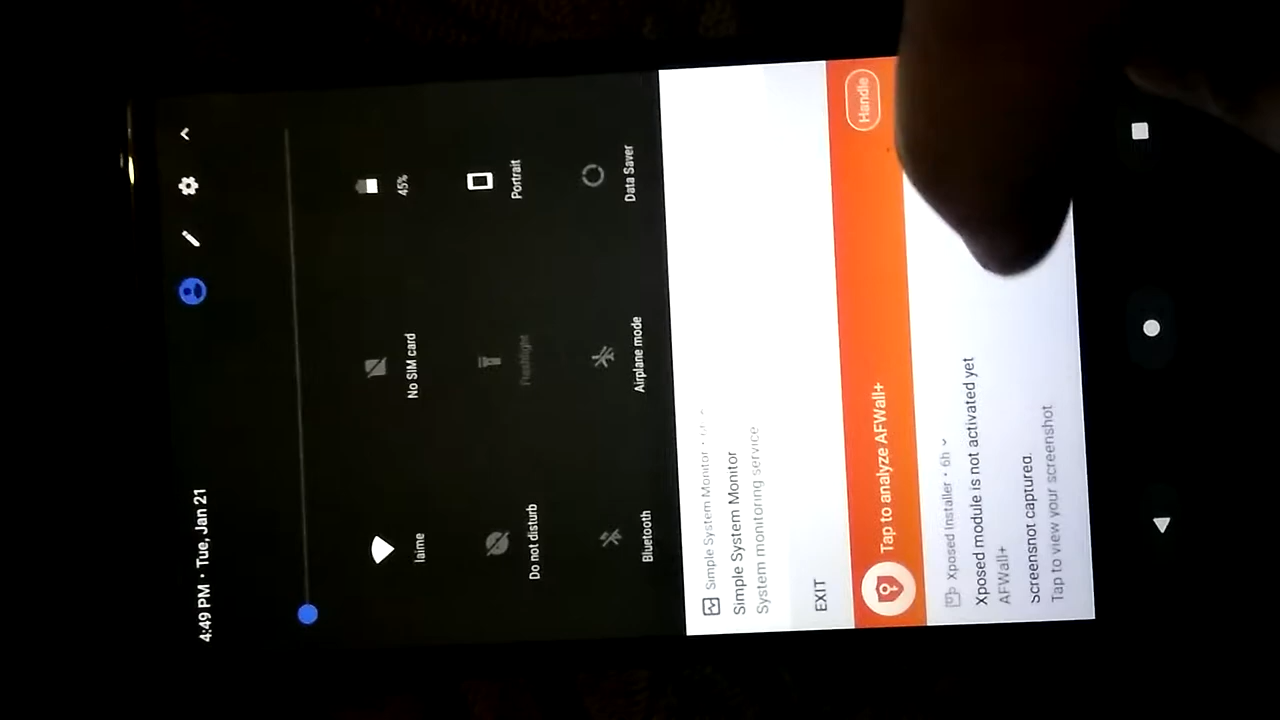 4:49 PM • Tue, Jan 21
Taime
No SIM card
45%
Do not disturb
Flashlight
Portrait
Bluetooth
Airplane mode
Data Saver
Simple System Monitor •
Simple System Monitor
System monitoring service
EXIT
Tap to analyze AFWall+
Handle
Xposed Installer • 6h
Xposed module is not activated yet
AFWall+
Screenshot captured.
Tap to view your screenshot